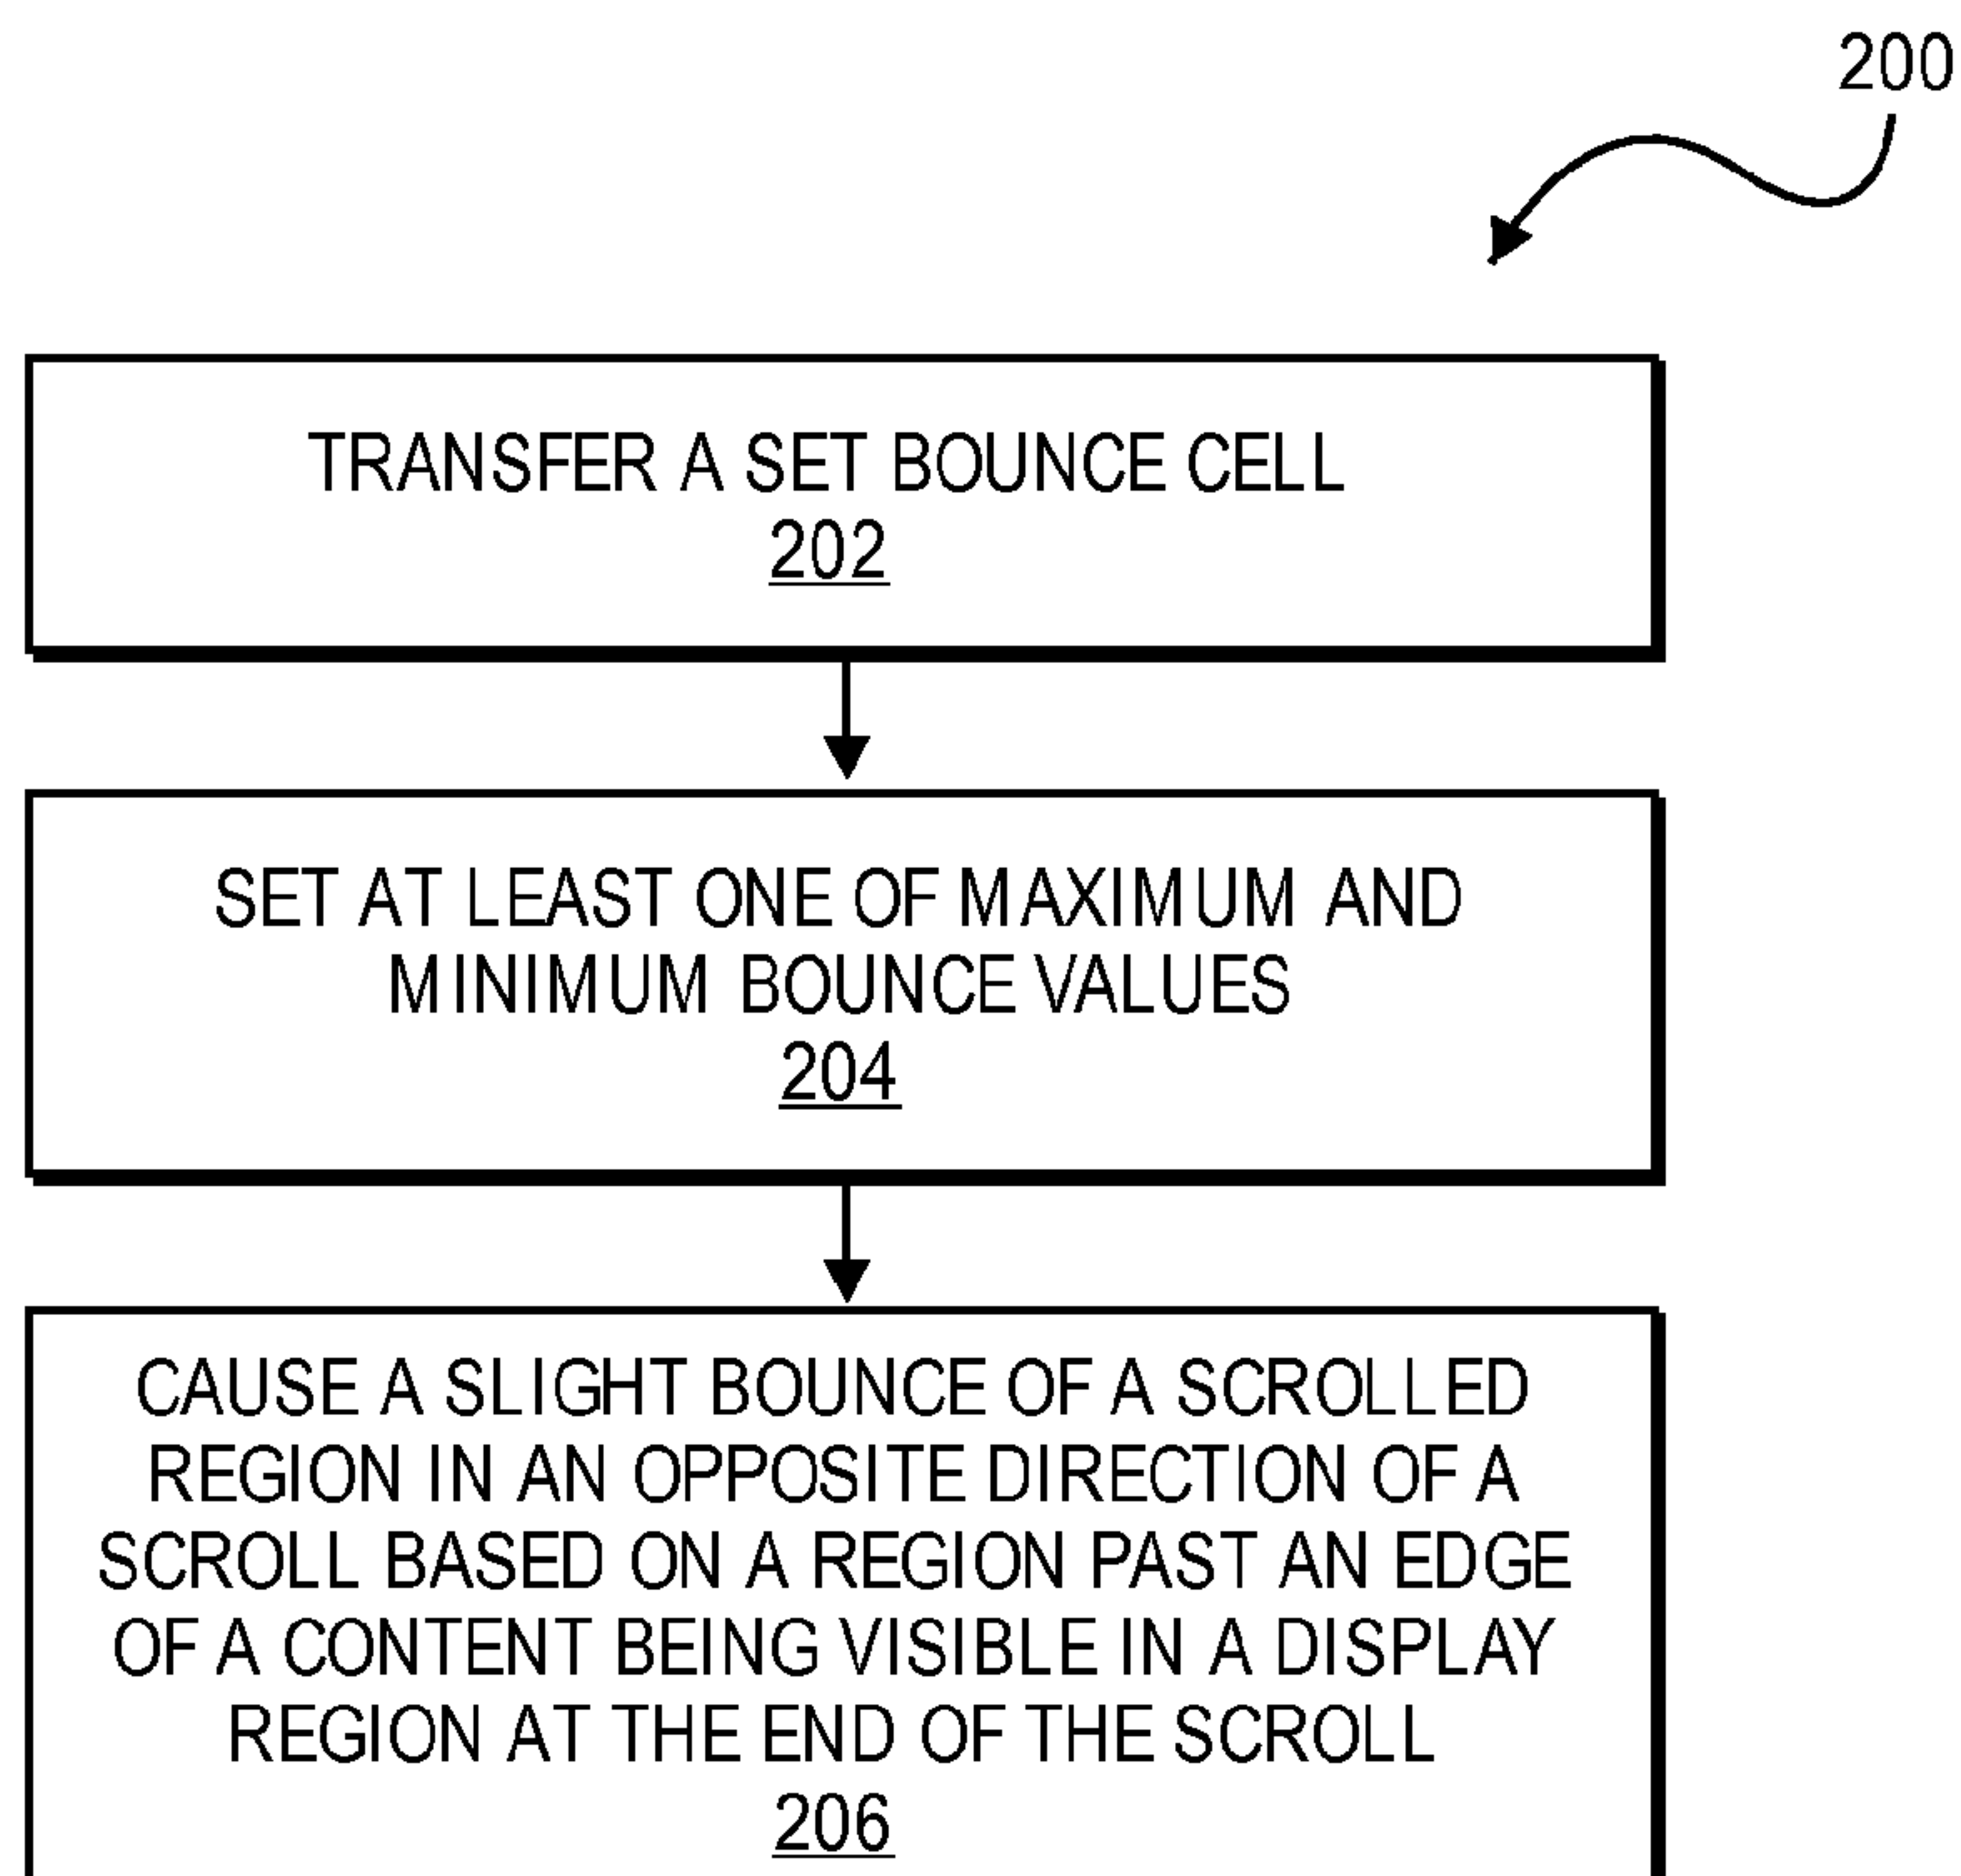 200
TRANSFER A SET BOUNCE CELL
202
SET AT LEAST ONE OF MAXIMUM AND
MINIMUM BOUNCE VALUES
204
CAUSE A SLIGHT BOUNCE OF A SCROLLED
REGION IN AN OPPOSITE DIRECTION OF A
SCROLL BASED ON A REGION PAST AN EDGE
OF A CONTENT BEING VISIBLE IN A DISPLAY
REGION AT THE END OF THE SCROLL
206